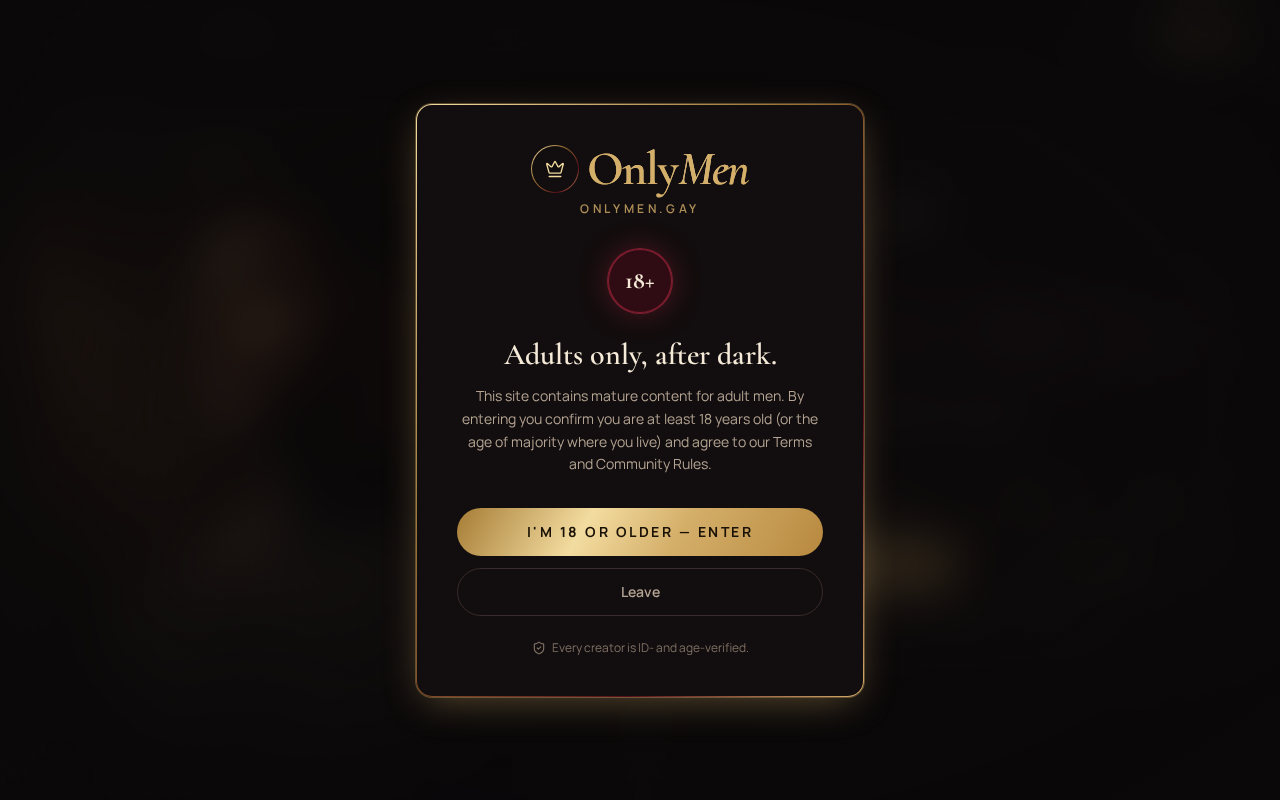 OnlyMen
ONLYMEN.GAY
18+
Adults only, after dark.
This site contains mature content for adult men. By
entering you confirm you are at least 18 years old (or the
age of majority where you live) and agree to our Terms
and Community Rules.
I'M 18 OR OLDER — ENTER
Leave
Every creator is ID- and age-verified.